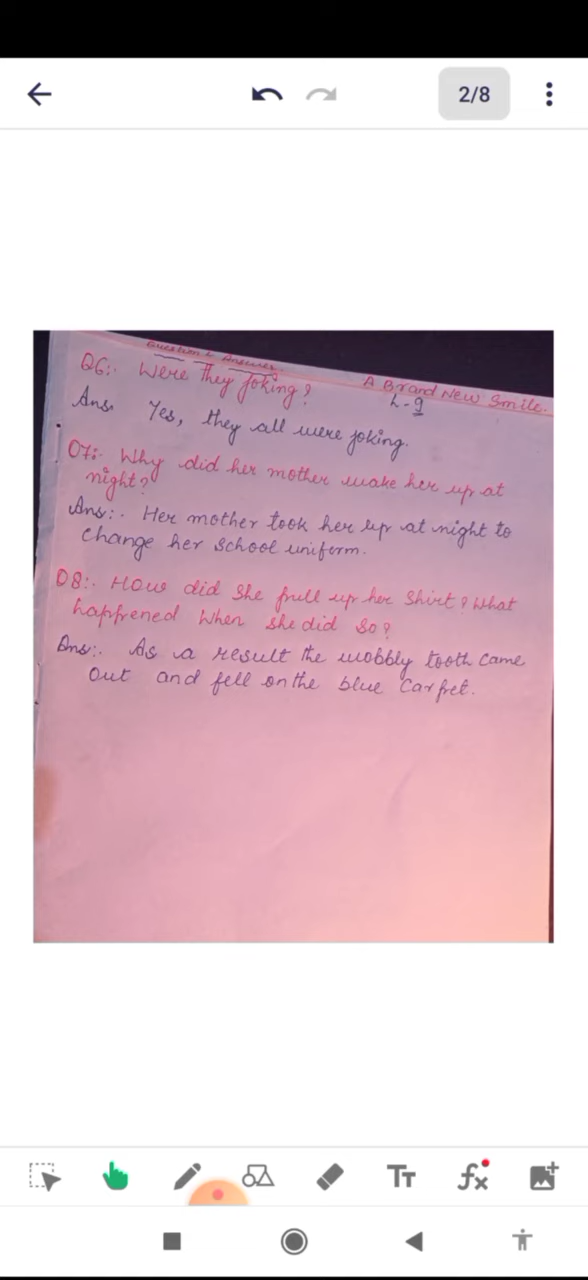 2/8
Question & Answer.
A Brand New Smile.
L-9
Q6:. Were they joking?
Ans. Yes, they all were joking.
Q7:. Why did her mother wake her up at
night?
Ans:. Her mother took her up at night to
change her school uniform.
Q8:. How did she pull up her shirt? What
happened when she did so?
Ans:. As a result the wobbly tooth came
out and fell on the blue carpet.
TT
fx